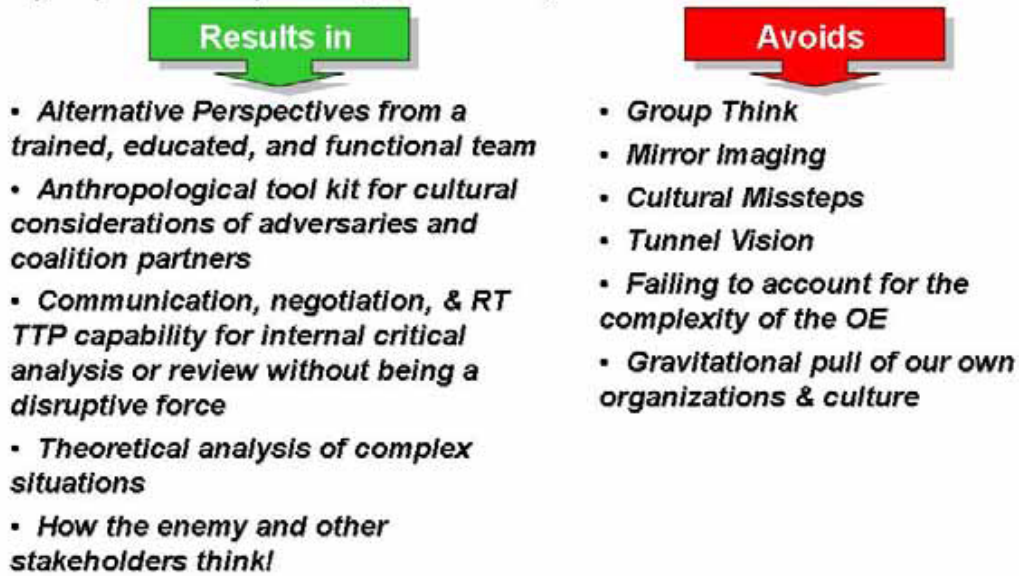 Results in
• Alternative Perspectives from a
trained, educated, and functional team
• Anthropological tool kit for cultural
considerations of adversaries and
coalition partners
• Communication, negotiation, & RT
TTP capability for internal critical
analysis or review without being a
disruptive force
• Theoretical analysis of complex
situations
• How the enemy and other
stakeholders think!
Avoids
• Group Think
• Mirror Imaging
• Cultural Missteps
• Tunnel Vision
• Failing to account for the
complexity of the OE
• Gravitational pull of our own
organizations & culture